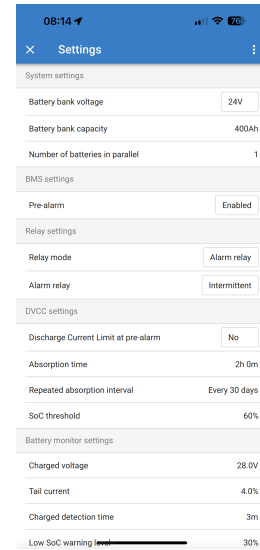 08:14
76
Settings
System settings
Battery bank voltage 24V
Battery bank capacity 400Ah
Number of batteries in parallel 1
BMS settings
Pre-alarm Enabled
Relay settings
Relay mode Alarm relay
Alarm relay Intermittent
DVCC settings
Discharge Current Limit at pre-alarm No
Absorption time 2h 0m
Repeated absorption interval Every 30 days
SoC threshold 60%
Battery monitor settings
Charged voltage 28.0V
Tail current 4.0%
Charged detection time 3m
Low SoC warning level 30%